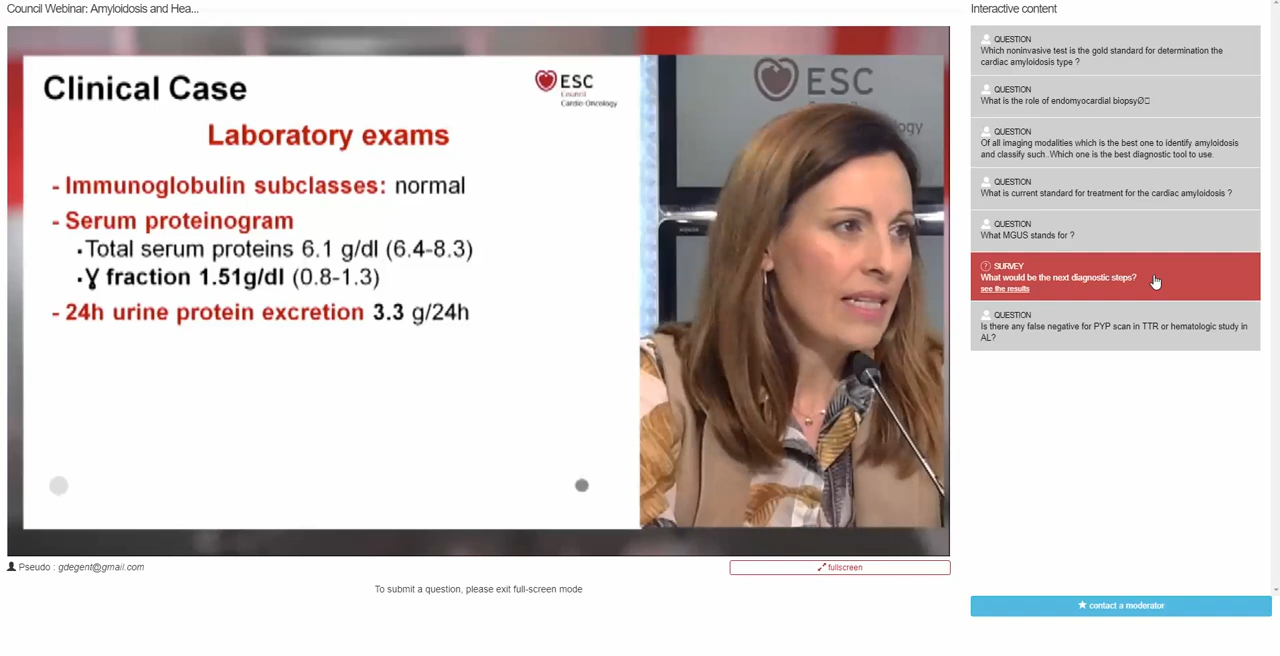 Council Webinar: Amyloidosis and Hea...
Clinical Case
ESC
Council
Cardio-Oncology
Laboratory exams
- Immunoglobulin subclasses: normal
- Serum proteinogram
▪Total serum proteins 6.1 g/dl (6.4-8.3)
▪Ɣ fraction 1.51g/dl (0.8-1.3)
- 24h urine protein excretion 3.3 g/24h
ESC
ogy
Pseudo : gdegent@gmail.com
fullscreen
To submit a question, please exit full-screen mode
Interactive content
QUESTION
Which noninvasive test is the gold standard for determination the
cardiac amyloidosis type ?
QUESTION
What is the role of endomyocardial biopsyØ□
QUESTION
Of all imaging modalities which is the best one to identify amyloidosis
and classify such. Which one is the best diagnostic tool to use.
QUESTION
What is current standard for treatment for the cardiac amyloidosis ?
QUESTION
What MGUS stands for ?
SURVEY
What would be the next diagnostic steps?
see the results
QUESTION
Is there any false negative for PYP scan in TTR or hematologic study in
AL?
contact a moderator